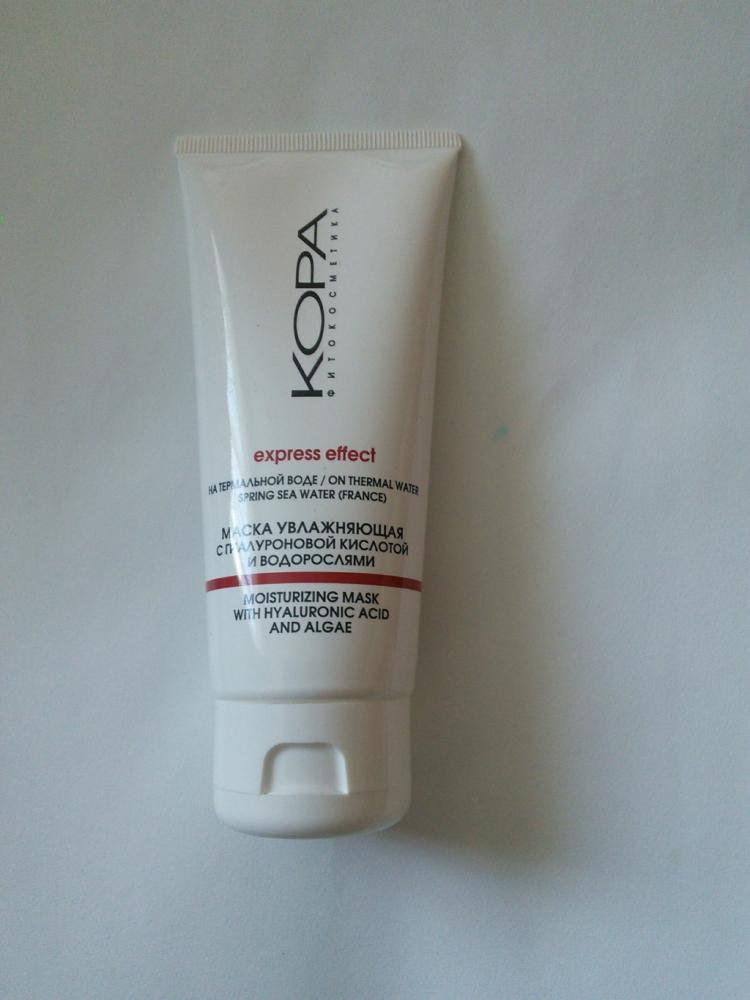 КОРА
ФИТОКОСМЕТИКА
express effect
НА ТЕРМАЛЬНОЙ ВОДЕ / ON THERMAL WATER
SPRING SEA WATER (FRANCE)
МАСКА УВЛАЖНЯЮЩАЯ
С ГИАЛУРОНОВОЙ КИСЛОТОЙ
И ВОДОРОСЛЯМИ
MOISTURIZING MASK
WITH HYALURONIC ACID
AND ALGAE